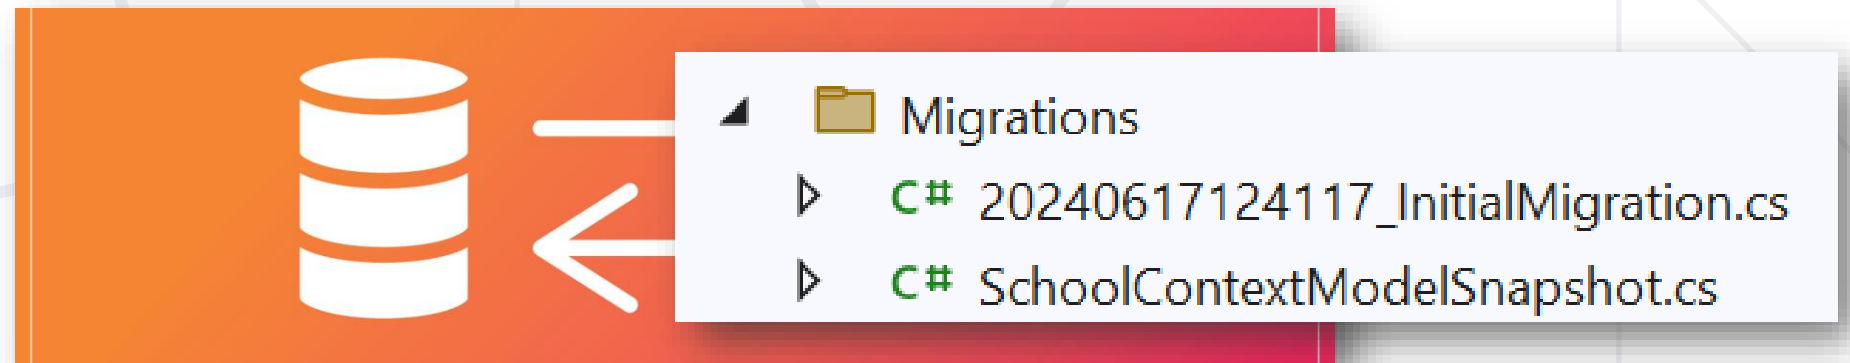 Migrations
C# 20240617124117_InitialMigration.cs
C# SchoolContextModelSnapshot.cs